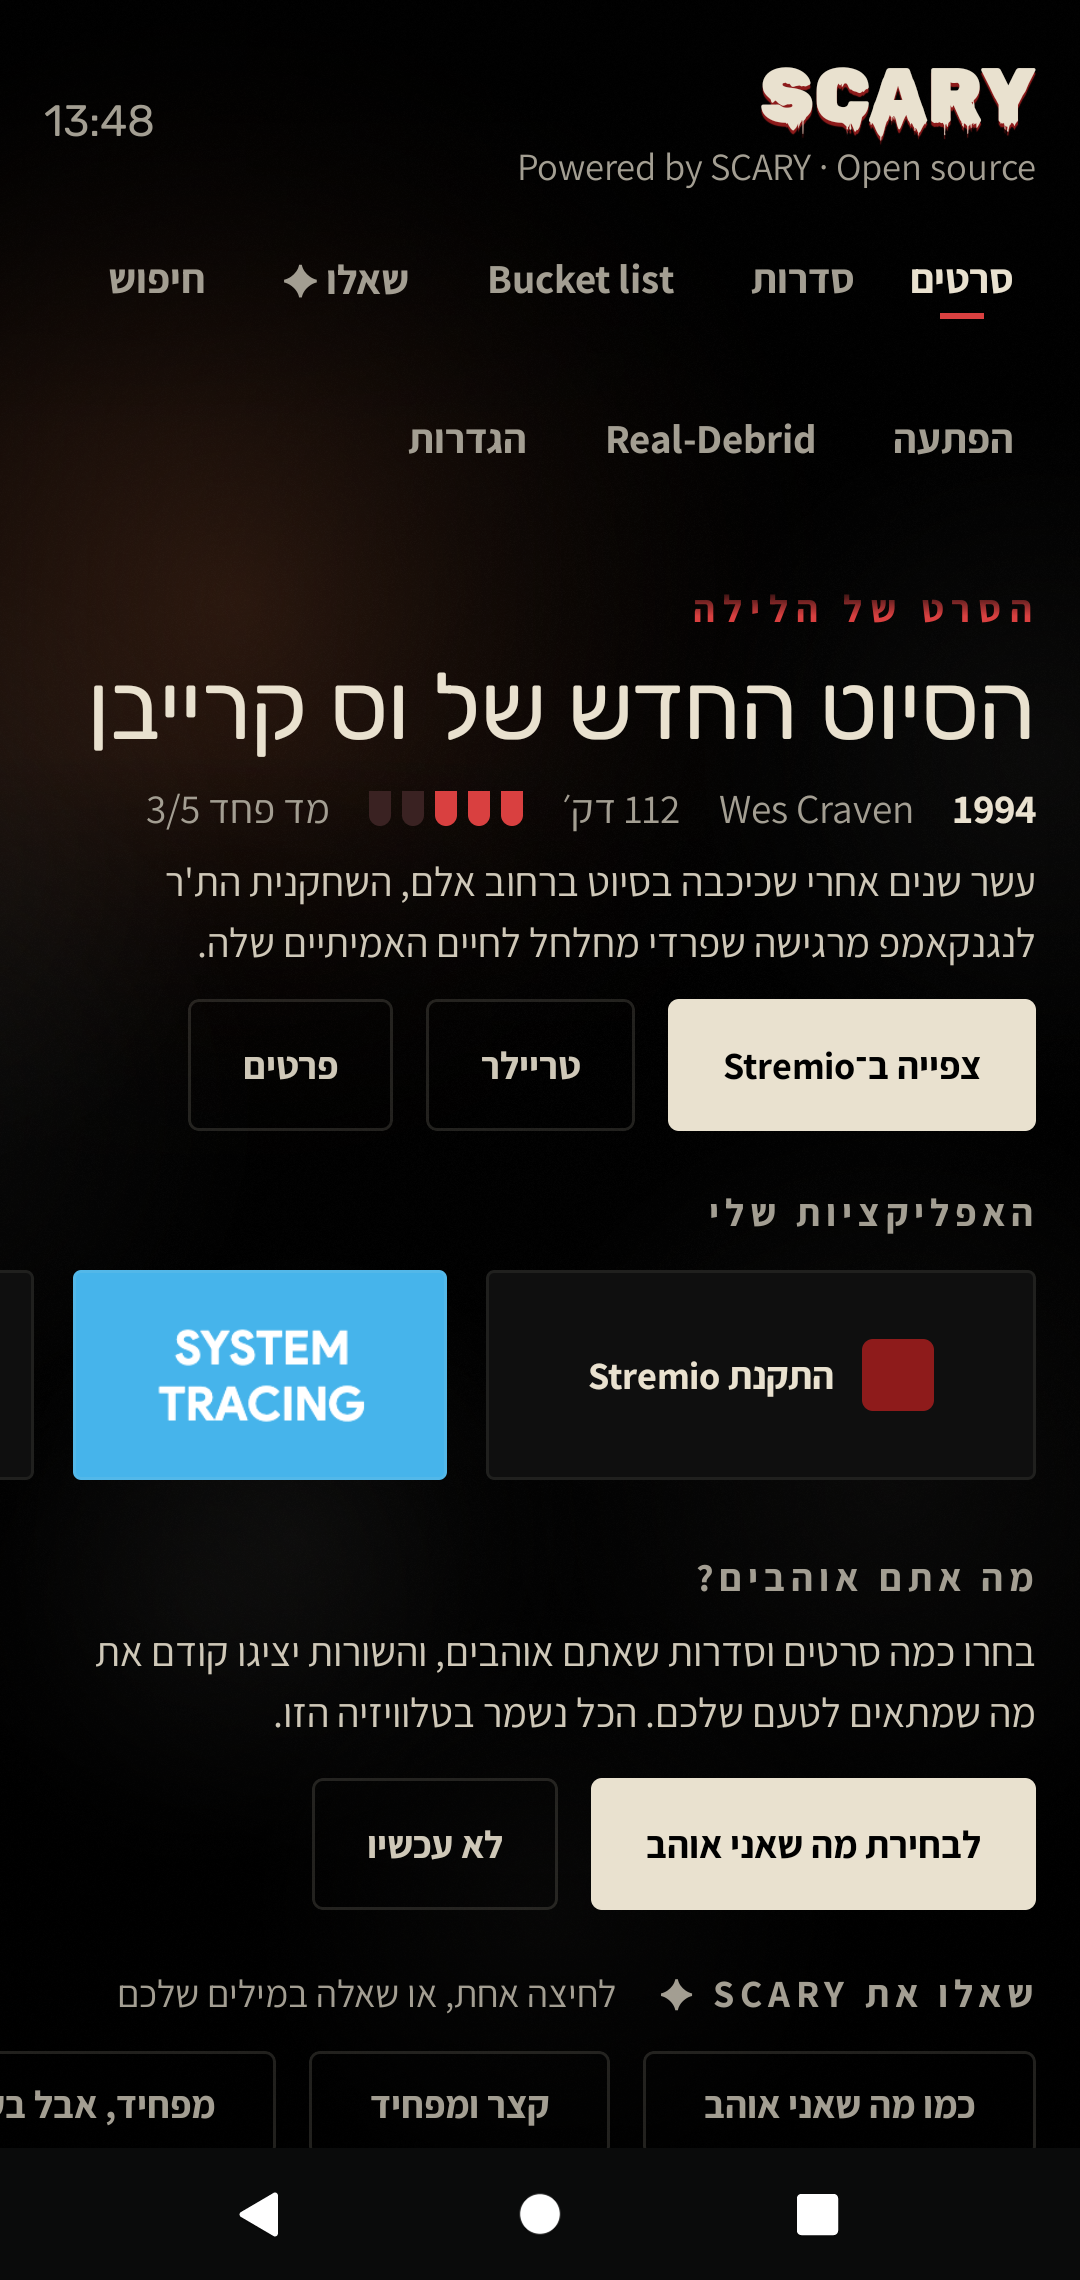 SCARY
13:48
Powered by SCARY · Open source
סרטים
סדרות
Bucket list
שאלו ✦
חיפוש
הפתעה
Real-Debrid
הגדרות
הסרט של הלילה
הסיוט החדש של וס קרייבן
1994 Wes Craven 112 דק׳ מד פחד 3/5
עשר שנים אחרי שכיכבה בסיוט ברחוב אלם, השחקנית הת'ר
לנגנקאמפ מרגישה שפרדי מחלחל לחיים האמיתיים שלה.
צפייה ב־Stremio
טריילר
פרטים
האפליקציות שלי
התקנת Stremio
SYSTEM
TRACING
מה אתם אוהבים?
בחרו כמה סרטים וסדרות שאתם אוהבים, והשורות יציגו קודם את
מה שמתאים לטעם שלכם. הכל נשמר בטלוויזיה הזו.
לבחירת מה שאני אוהב
לא עכשיו
שאלו את SCARY ✦ לחיצה אחת, או שאלה במילים שלכם
כמו מה שאני אוהב
קצר ומפחיד
מפחיד, אבל